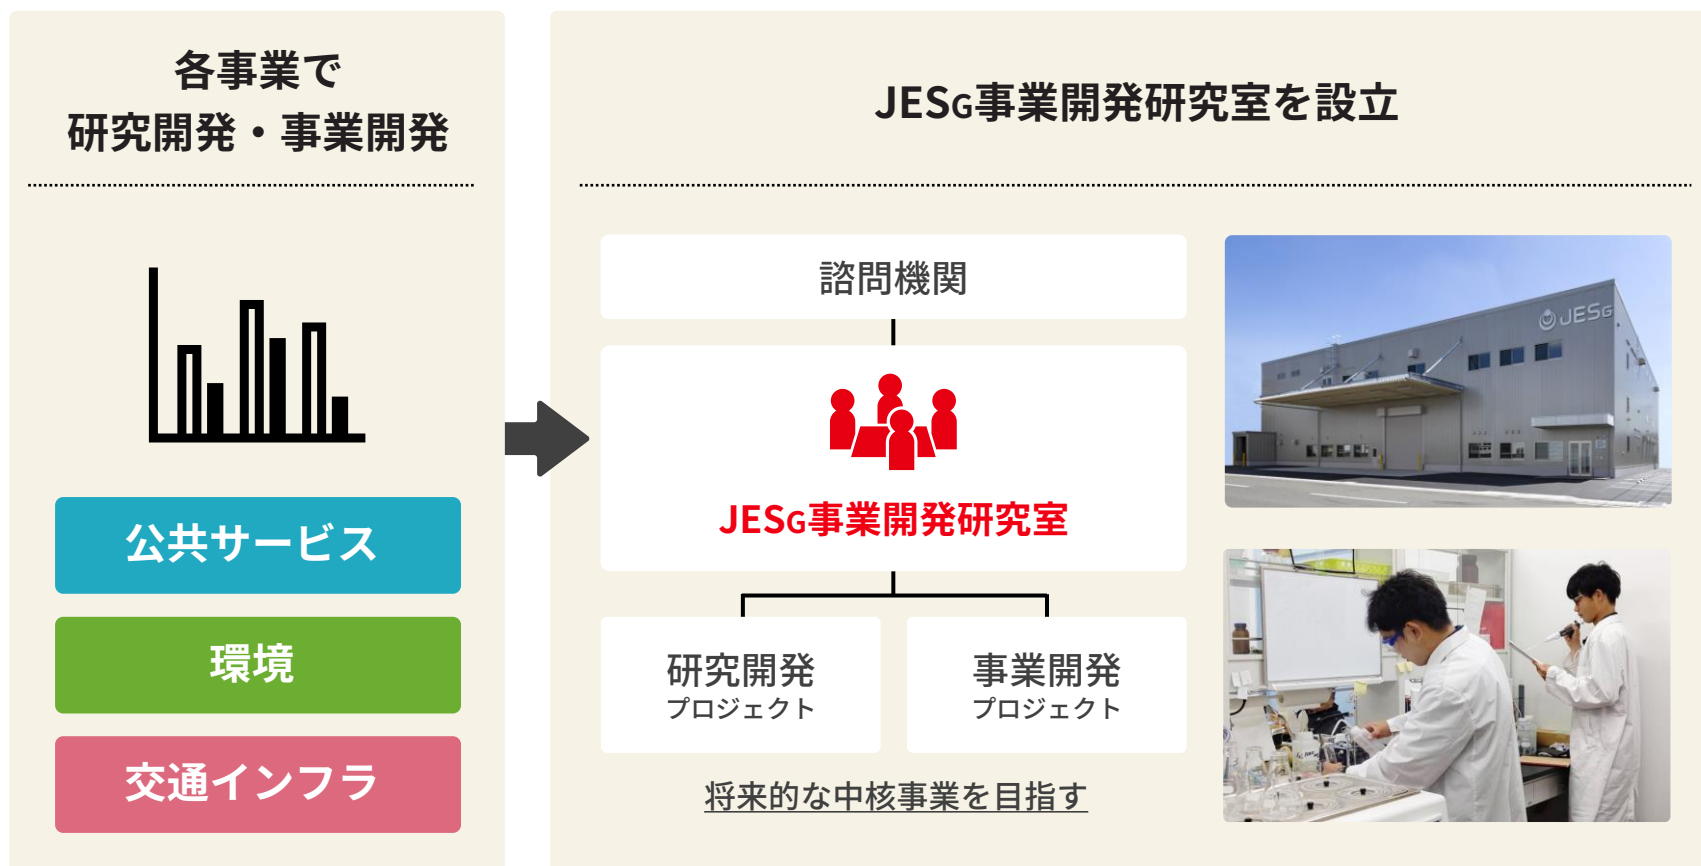 各事業で
研究開発・事業開発
公共サービス
環境
交通インフラ
JESG事業開発研究室を設立
諮問機関
JESG事業開発研究室
研究開発
プロジェクト
事業開発
プロジェクト
将来的な中核事業を目指す
JESG